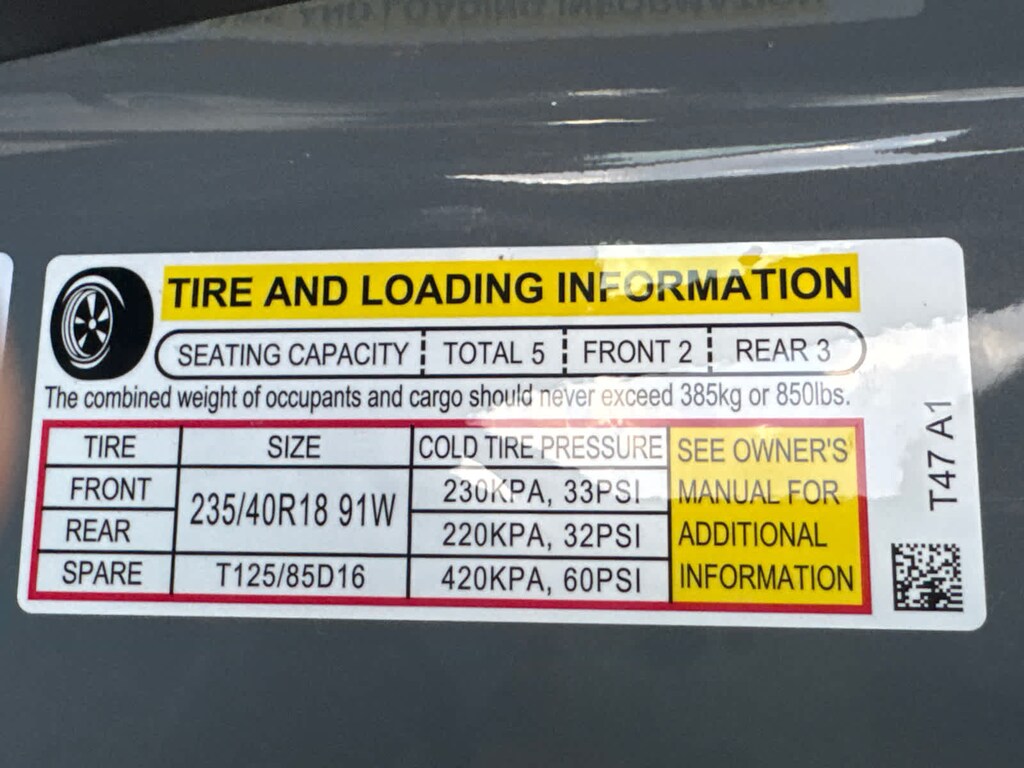 TIRE AND LOADING INFORMATION
SEATING CAPACITY TOTAL 5 FRONT 2 REAR 3
The combined weight of occupants and cargo should never exceed 385kg or 850lbs.
TIRE SIZE COLD TIRE PRESSURE SEE OWNER'S
FRONT 235/40R18 91W 230KPA, 33PSI MANUAL FOR
REAR 220KPA, 32PSI ADDITIONAL
SPARE T125/85D16 420KPA, 60PSI INFORMATION
T47 A1